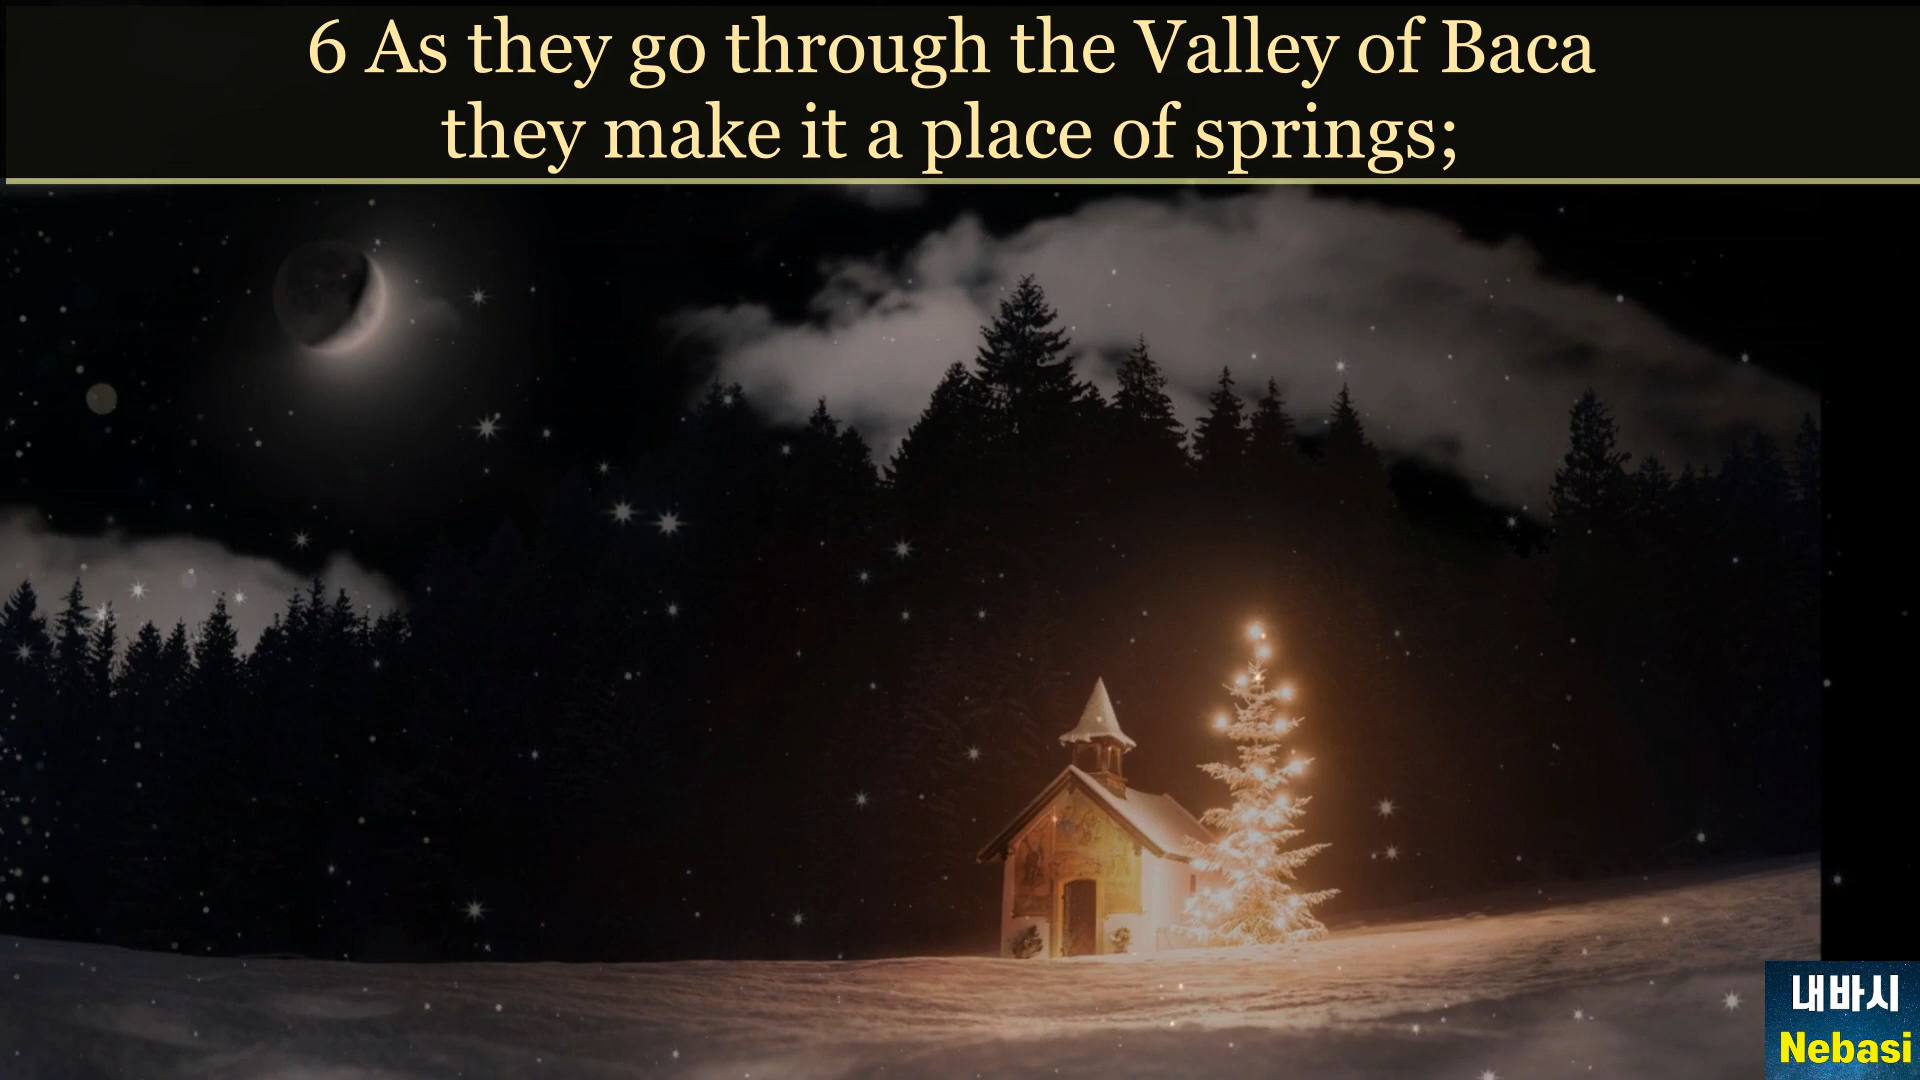 6 As they go through the Valley of Baca
they make it a place of springs;
내바시
Nebasi